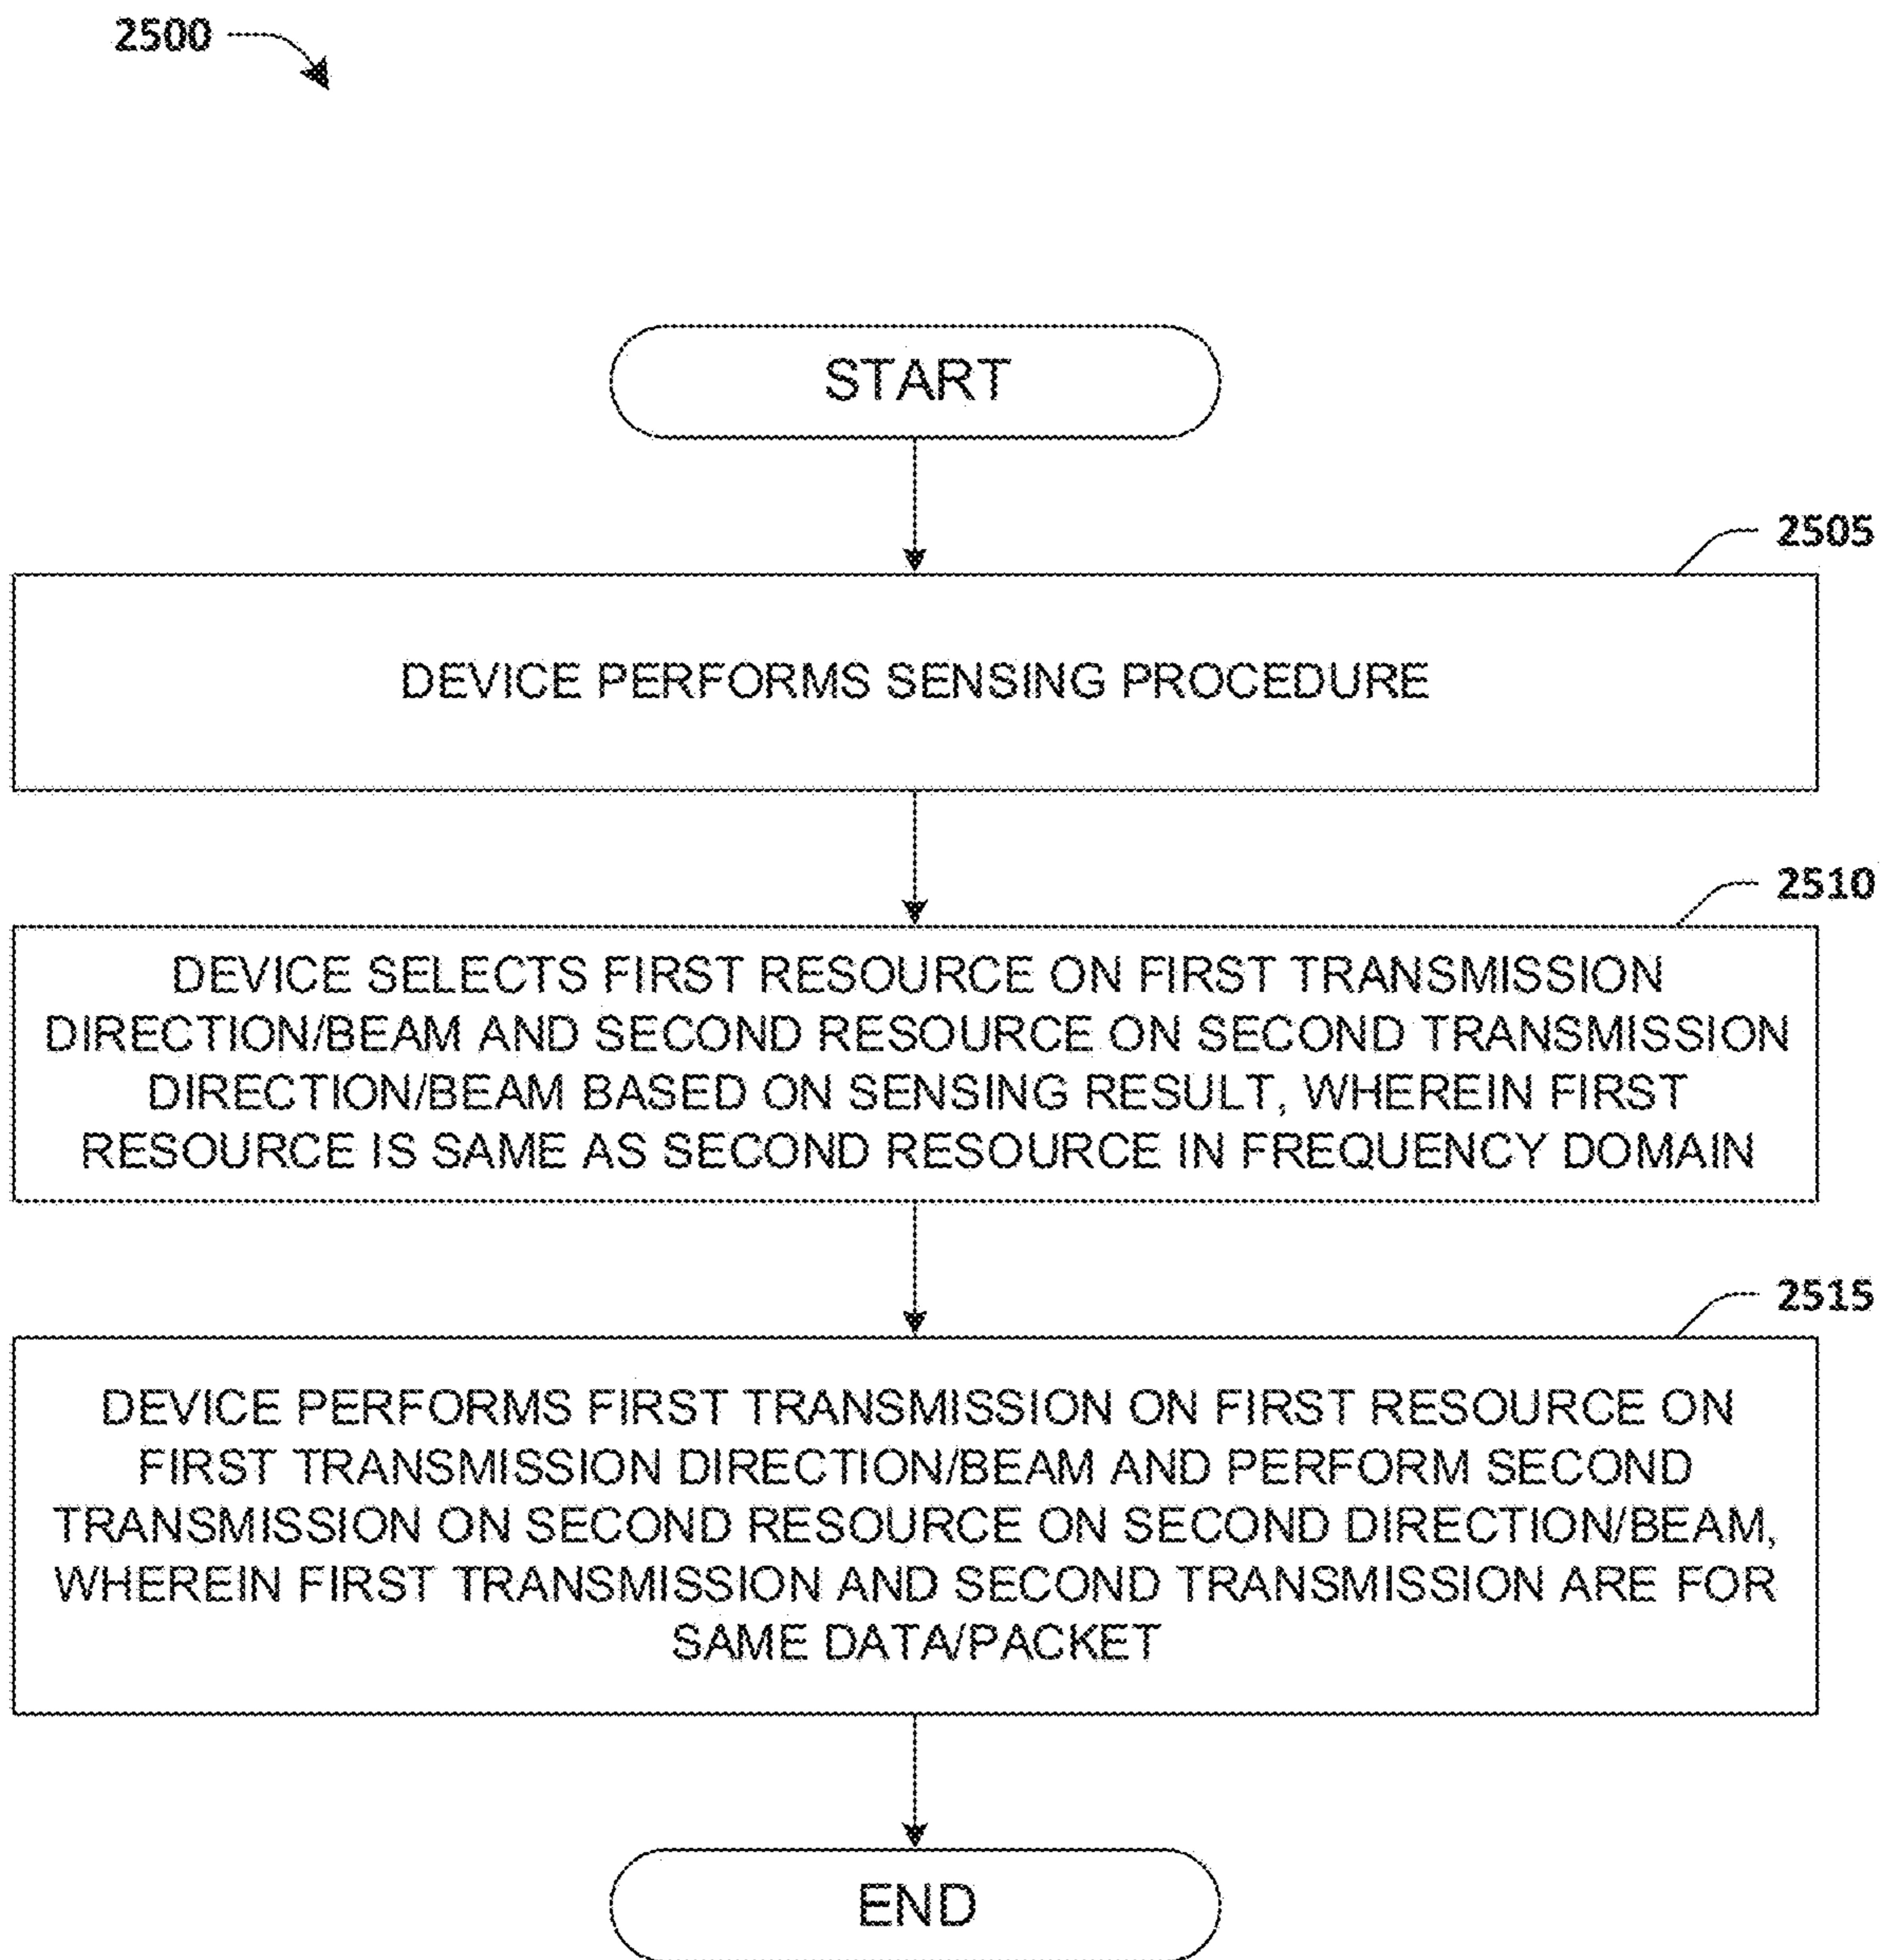 2500
START
2505
DEVICE PERFORMS SENSING PROCEDURE
2510
DEVICE SELECTS FIRST RESOURCE ON FIRST TRANSMISSION
DIRECTION/BEAM AND SECOND RESOURCE ON SECOND TRANSMISSION
DIRECTION/BEAM BASED ON SENSING RESULT, WHEREIN FIRST
RESOURCE IS SAME AS SECOND RESOURCE IN FREQUENCY DOMAIN
2515
DEVICE PERFORMS FIRST TRANSMISSION ON FIRST RESOURCE ON
FIRST TRANSMISSION DIRECTION/BEAM AND PERFORM SECOND
TRANSMISSION ON SECOND RESOURCE ON SECOND DIRECTION/BEAM,
WHEREIN FIRST TRANSMISSION AND SECOND TRANSMISSION ARE FOR
SAME DATA/PACKET
END